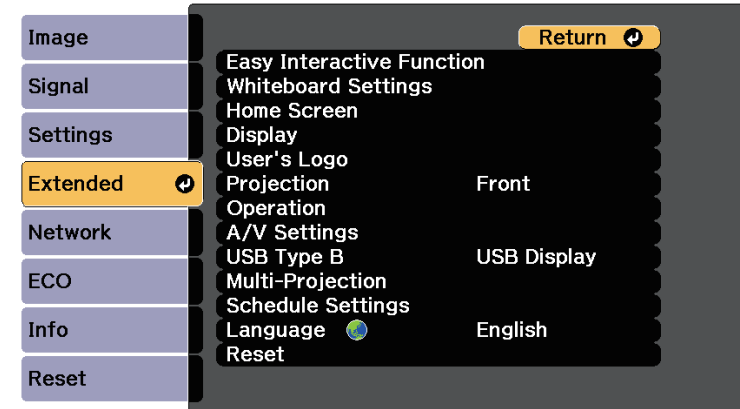 Image
Signal
Settings
Extended
Network
ECO
Info
Reset
Return
Easy Interactive Function
Whiteboard Settings
Home Screen
Display
User's Logo
Projection Front
Operation
A/V Settings
USB Type B USB Display
Multi-Projection
Schedule Settings
Language English
Reset